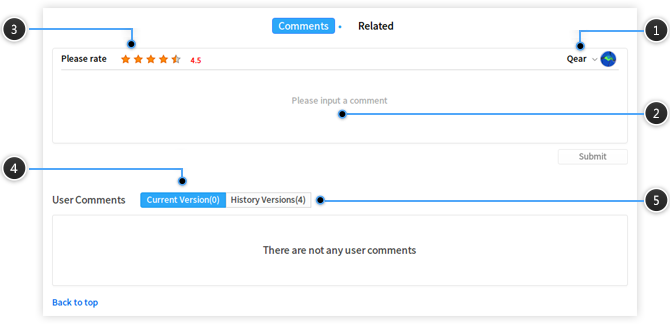 Comments Related
3
1
Please rate 4.5 Qear
Please input a comment
2
Submit
4
User Comments Current Version(0) History Versions(4)
5
There are not any user comments
Back to top